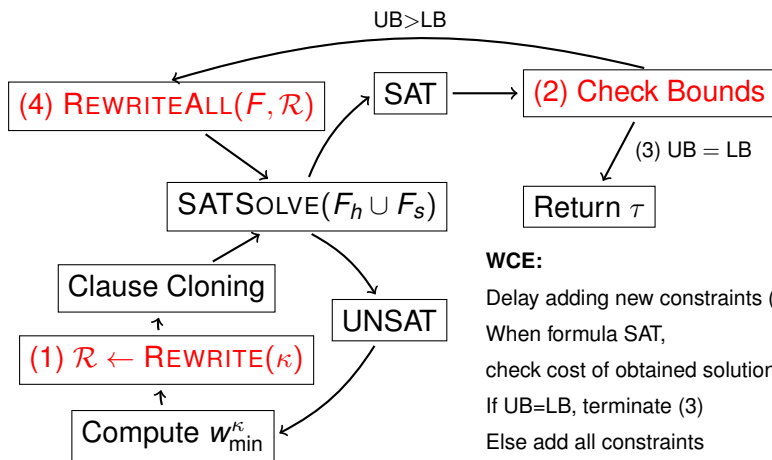 UB>LB
(4) REWRITEALL(F, R)
SAT
(2) Check Bounds
(3) UB = LB
SATSOLVE(F_h ∪ F_s)
Return τ
Clause Cloning
UNSAT
(1) R ← REWRITE(κ)
Compute w^κ_min
WCE:
Delay adding new constraints (
When formula SAT,
check cost of obtained solution
If UB=LB, terminate (3)
Else add all constraints